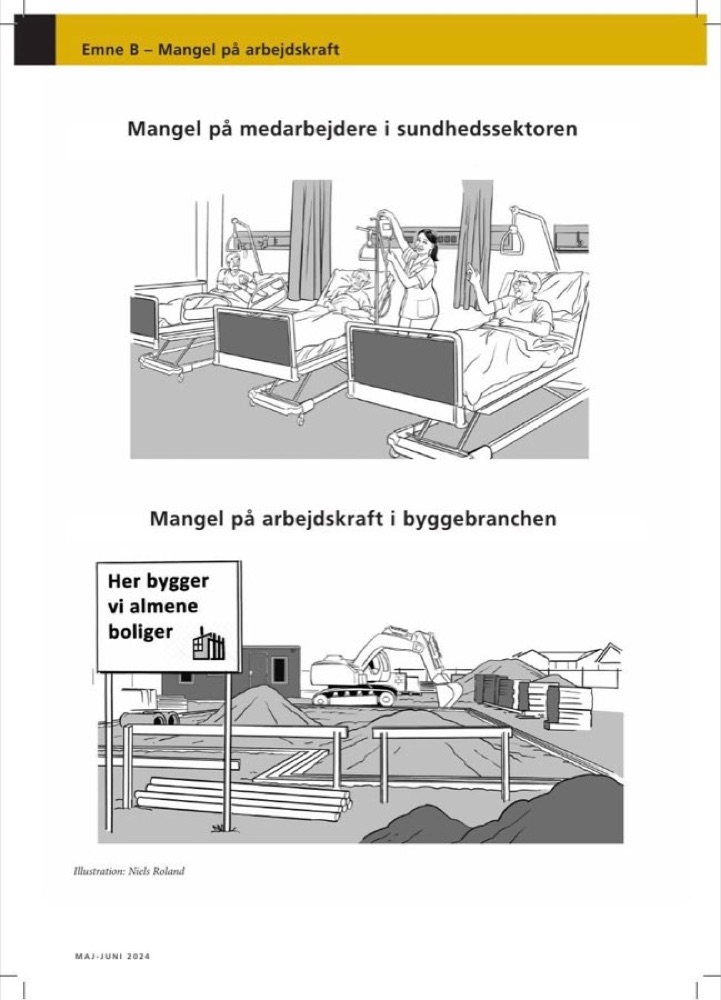 Emne B – Mangel på arbejdskraft
Mangel på medarbejdere i sundhedssektoren
Mangel på arbejdskraft i byggebranchen
Her bygger
vi almene
boliger
Illustration: Niels Roland
MAJ-JUNI 2024